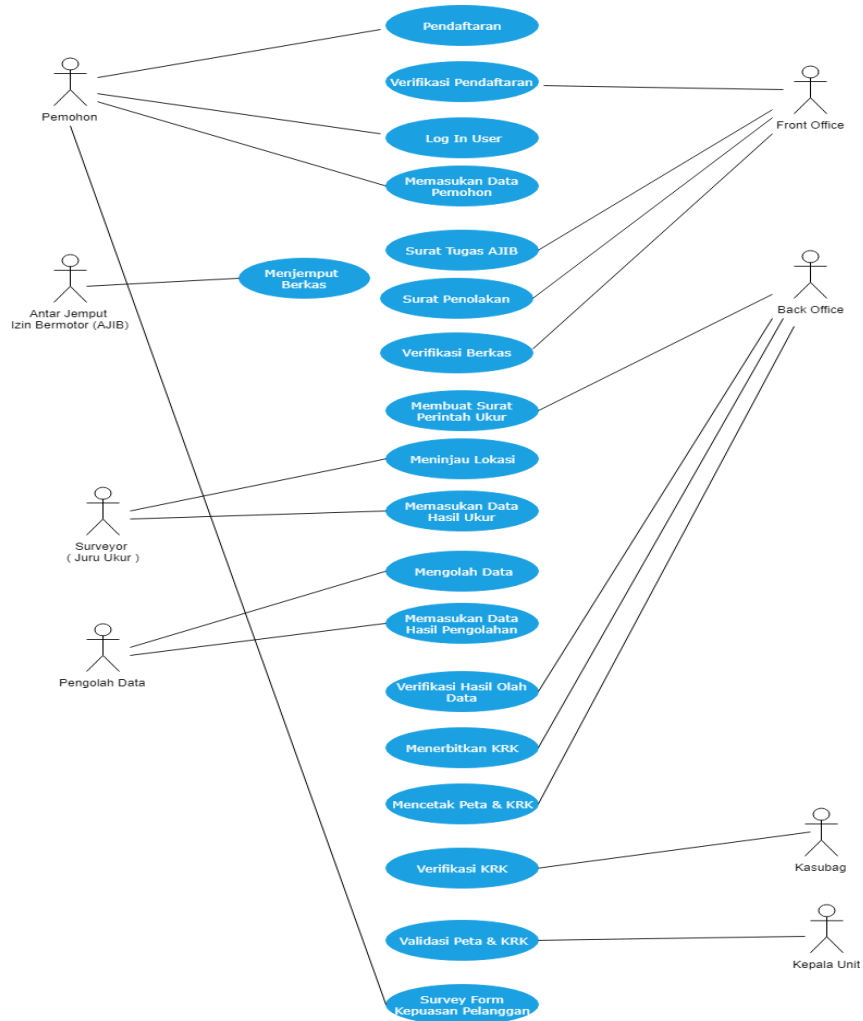 Pendaftaran
Pemohon
Verifikasi Pendaftaran
Front Office
Log In User
Memasukan Data
Pemohon
Surat Tugas AJIB
Menjemput
Berkas
Antar Jemput
Izin Bermotor (AJIB)
Surat Penolakan
Back Office
Verifikasi Berkas
Membuat Surat
Perintah Ukur
Meninjau Lokasi
Surveyor
( Juru Ukur )
Memasukan Data
Hasil Ukur
Mengolah Data
Memasukan Data
Hasil Pengolahan
Pengolah Data
Verifikasi Hasil Olah
Data
Menerbitkan KRK
Mencetak Peta & KRK
Verifikasi KRK
Kasubag
Validasi Peta & KRK
Kepala Unit
Survey Form
Kepuasan Pelanggan